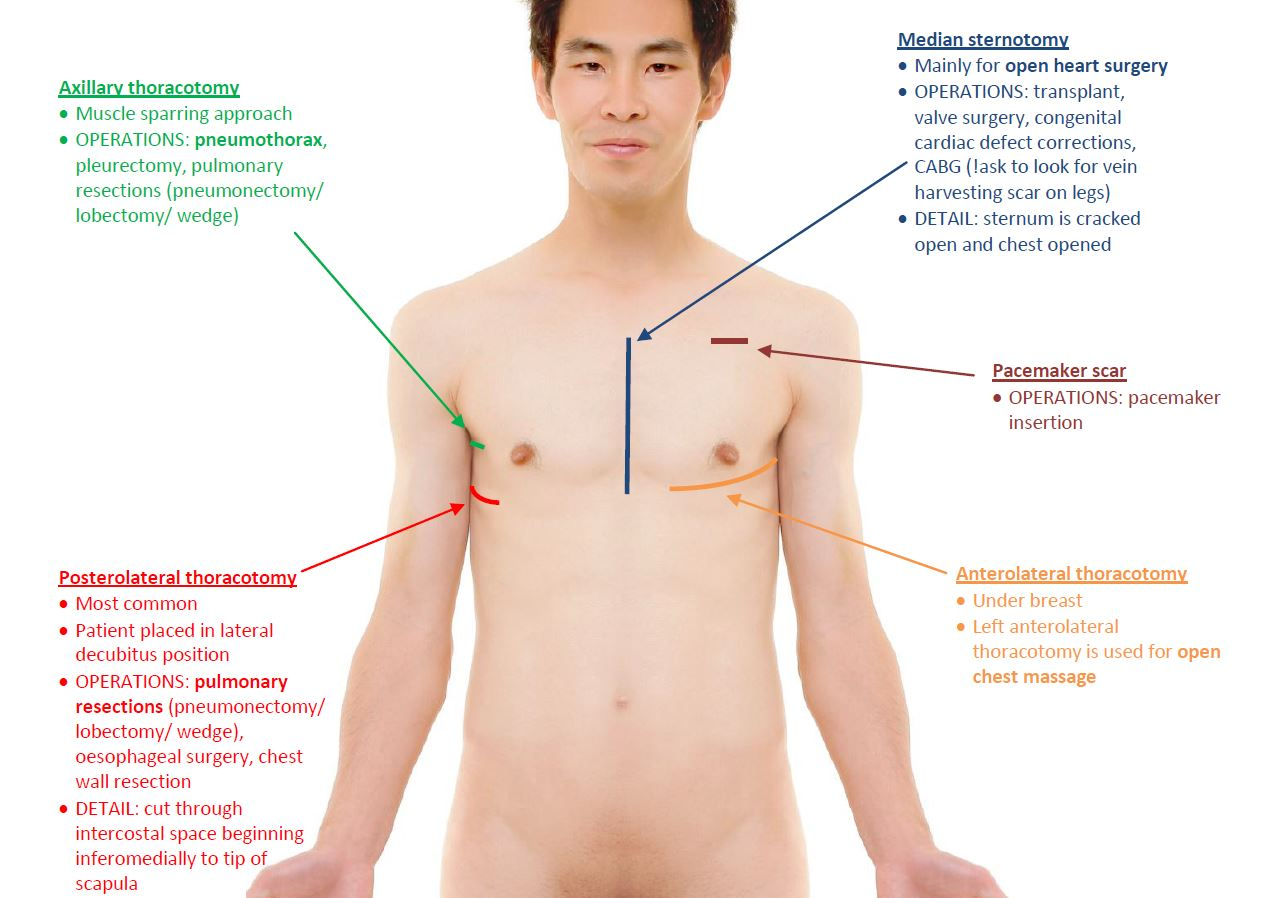 Axillary thoracotomy
• Muscle sparring approach
• OPERATIONS: pneumothorax,
pleurectomy, pulmonary
resections (pneumonectomy/
lobectomy/ wedge)
Median sternotomy
• Mainly for open heart surgery
• OPERATIONS: transplant,
valve surgery, congenital
cardiac defect corrections,
CABG (!ask to look for vein
harvesting scar on legs)
• DETAIL: sternum is cracked
open and chest opened
Pacemaker scar
• OPERATIONS: pacemaker
insertion
Posterolateral thoracotomy
• Most common
• Patient placed in lateral
decubitus position
• OPERATIONS: pulmonary
resections (pneumonectomy/
lobectomy/ wedge),
oesophageal surgery, chest
wall resection
• DETAIL: cut through
intercostal space beginning
inferomedially to tip of
scapula
Anterolateral thoracotomy
• Under breast
• Left anterolateral
thoracotomy is used for open
chest massage